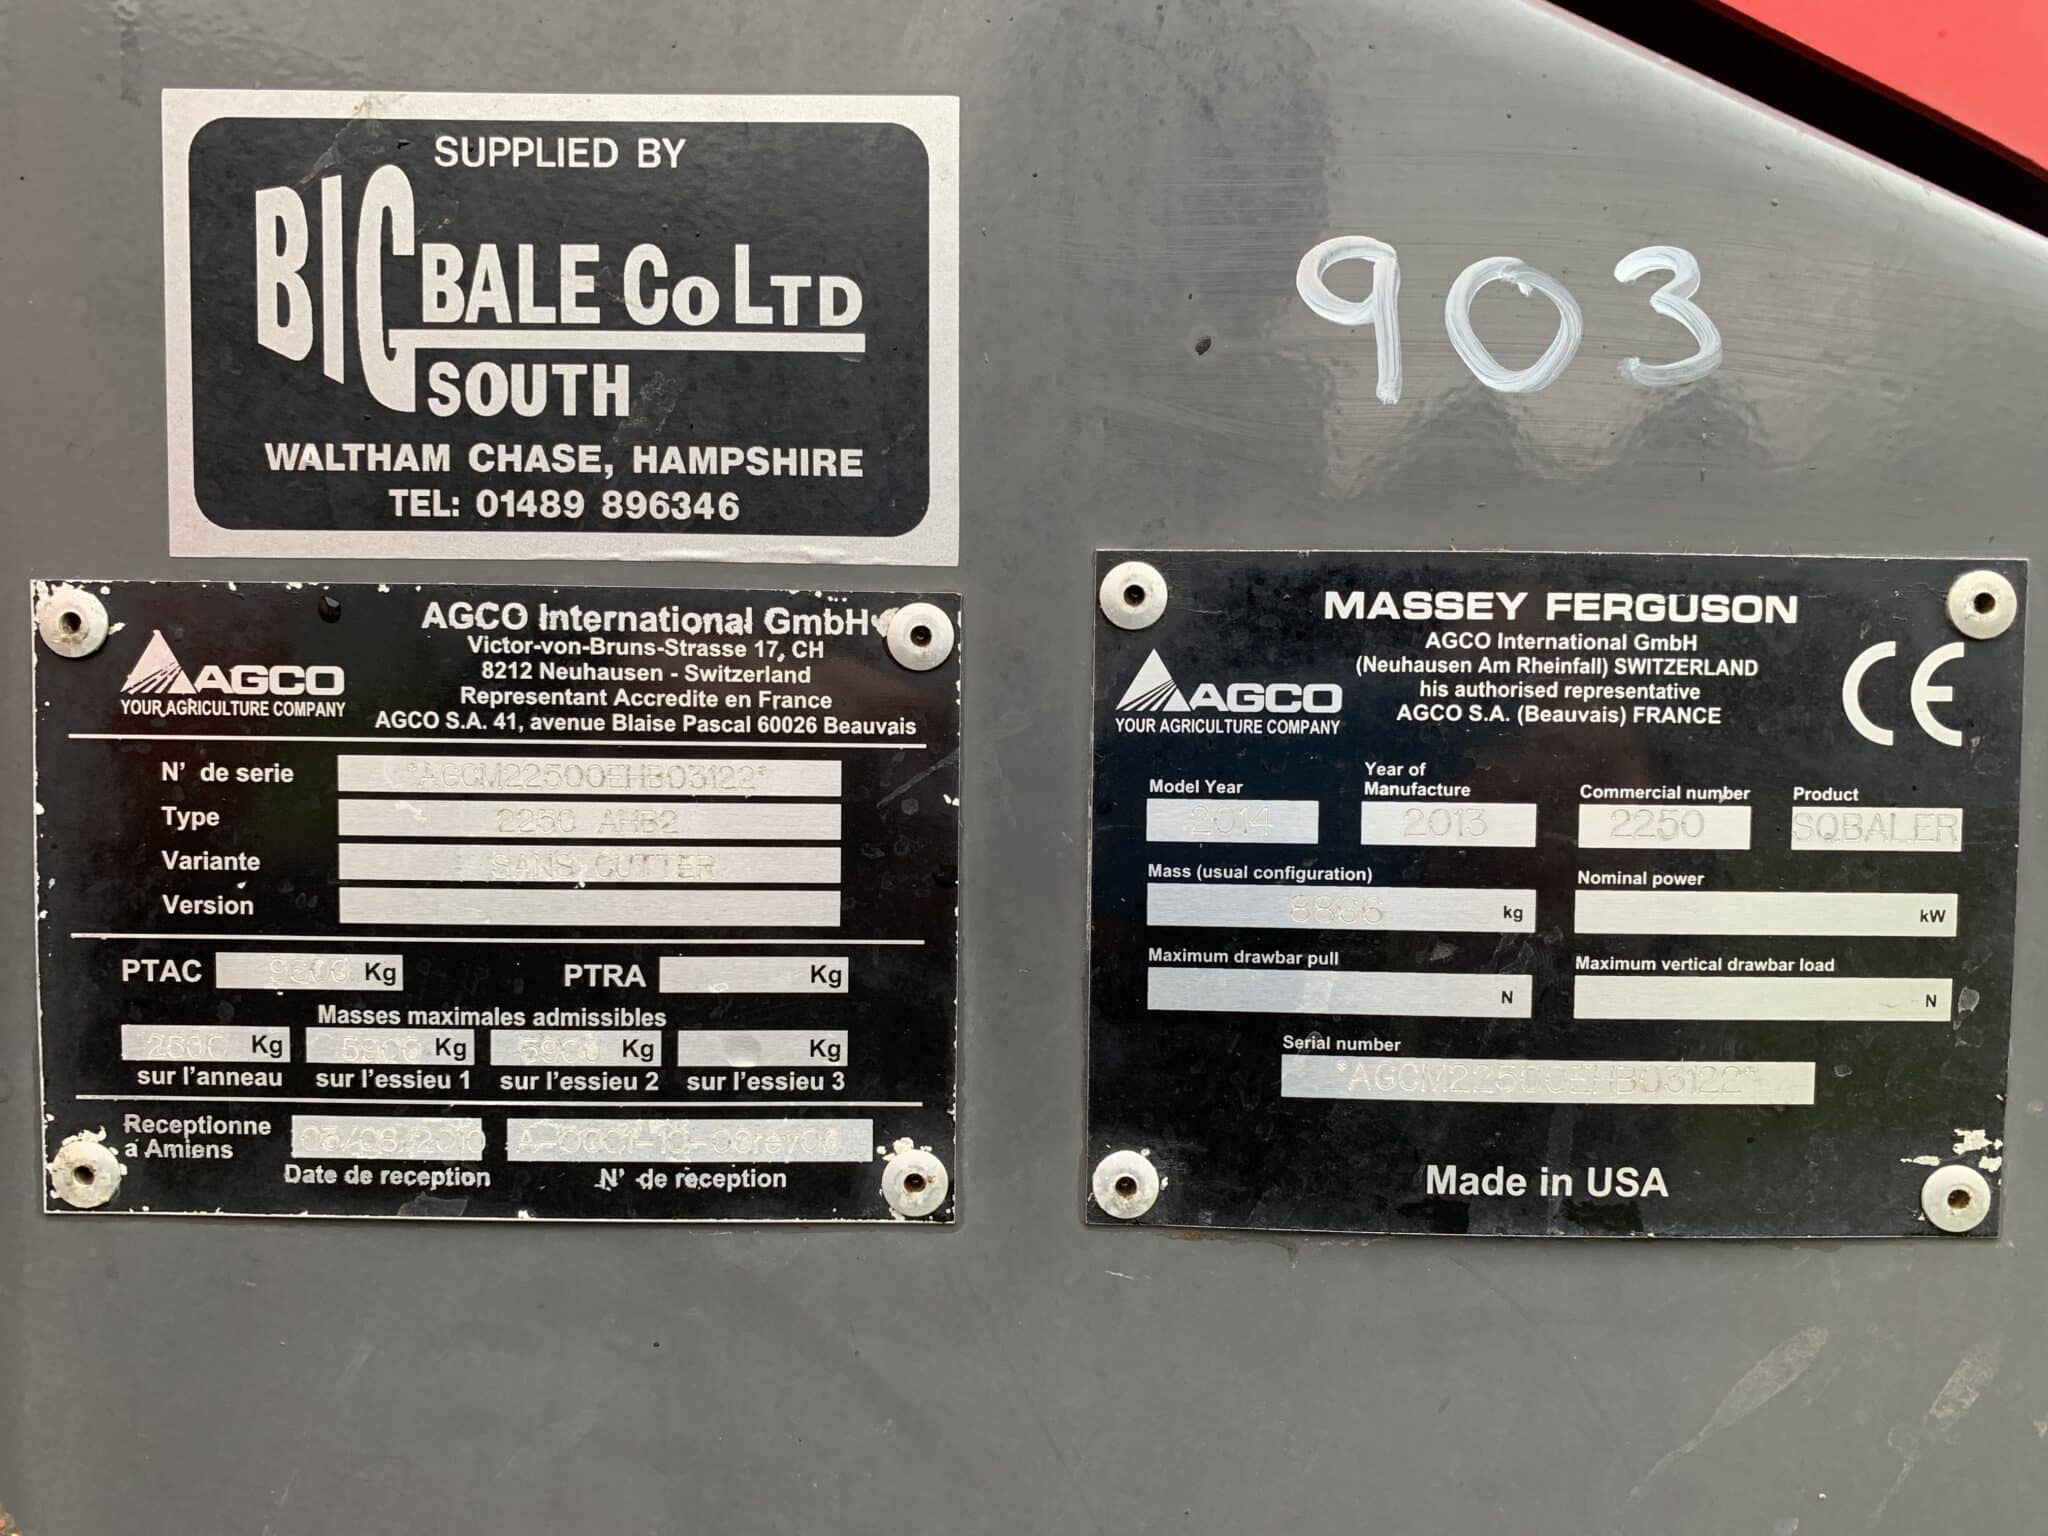 SUPPLIED BY
BIG BALE Co LTD
SOUTH
WALTHAM CHASE, HAMPSHIRE
TEL: 01489 896346
903
AGCO
YOUR AGRICULTURE COMPANY
AGCO International GmbH
Victor-von-Bruns-Strasse 17, CH
8212 Neuhausen - Switzerland
Representant Accredite en France
AGCO S.A. 41, avenue Blaise Pascal 60026 Beauvais
N' de serie *AGCM22500EHB03122*
Type 2250 AHB2
Variante SANS CUTTER
Version
PTAC Kg PTRA Kg
Masses maximales admissibles
Kg 5900 Kg 5900 Kg Kg
sur l'anneau sur l'essieu 1 sur l'essieu 2 sur l'essieu 3
Receptionne
a Amiens
Date de reception N' de reception
MASSEY FERGUSON
AGCO International GmbH
(Neuhausen Am Rheinfall) SWITZERLAND
his authorised representative
AGCO S.A. (Beauvais) FRANCE
AGCO
YOUR AGRICULTURE COMPANY
CE
Model Year Year of Manufacture Commercial number Product
2014 2013 2250 SQBALER
Mass (usual configuration) Nominal power
kg kW
Maximum drawbar pull Maximum vertical drawbar load
N N
Serial number
*AGCM22500EHB03122*
Made in USA